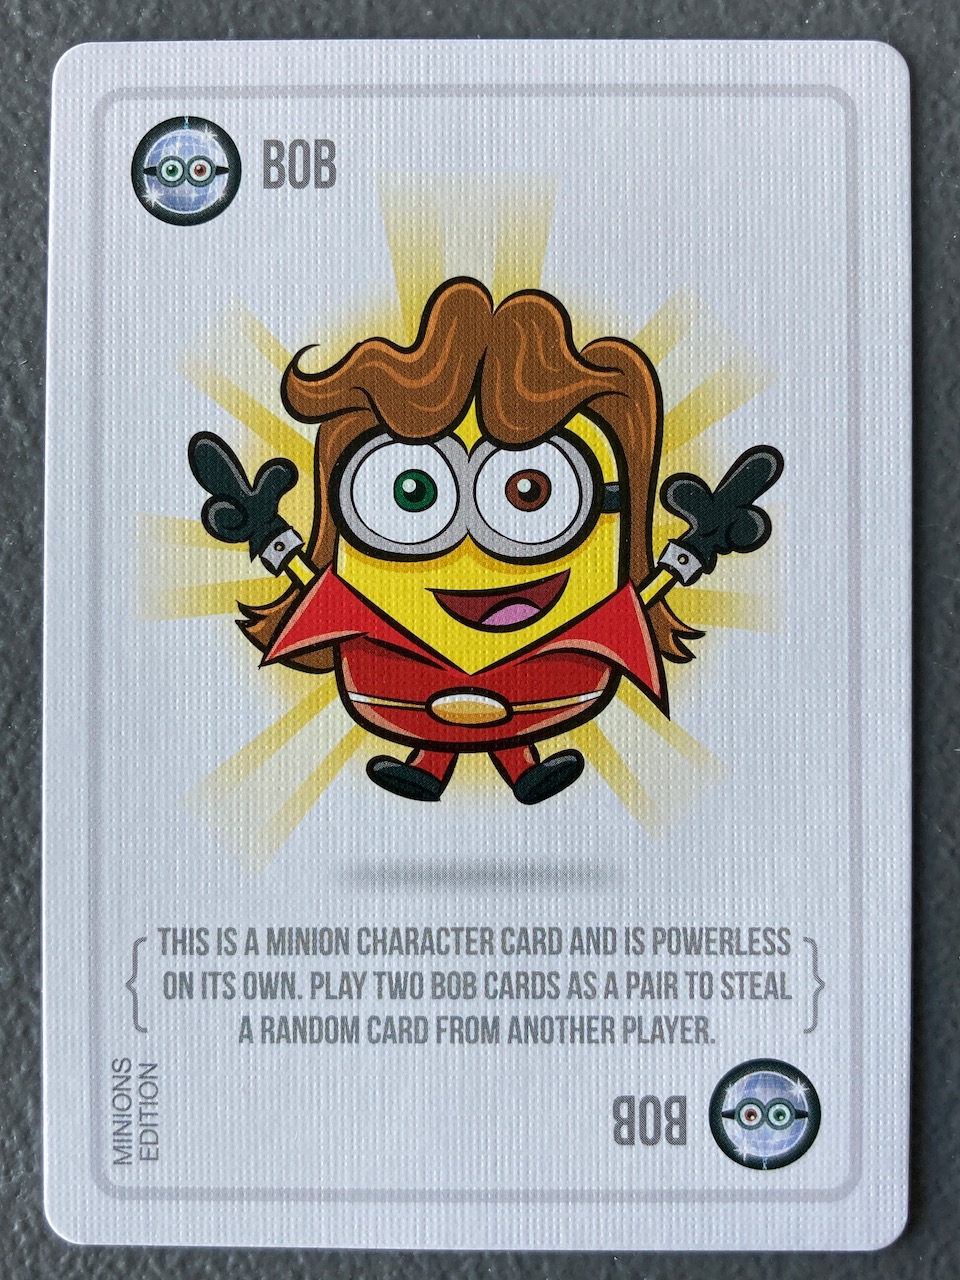 BOB
THIS IS A MINION CHARACTER CARD AND IS POWERLESS
ON ITS OWN. PLAY TWO BOB CARDS AS A PAIR TO STEAL
A RANDOM CARD FROM ANOTHER PLAYER.
MINIONS
EDITION
BOB